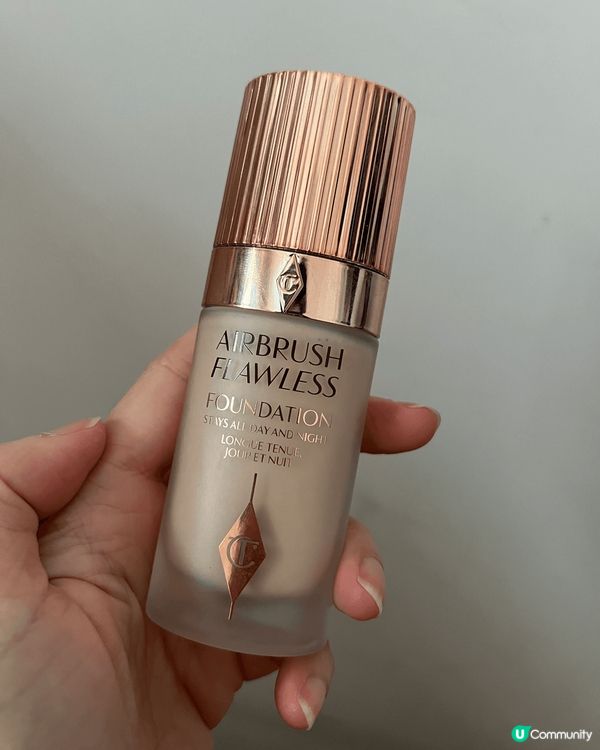 AIRBRUSH
FLAWLESS
FOUNDATION
STAYS ALL DAY AND NIGHT
LONGUE TENUE,
JOUR ET NUIT
CT
CT
U Community